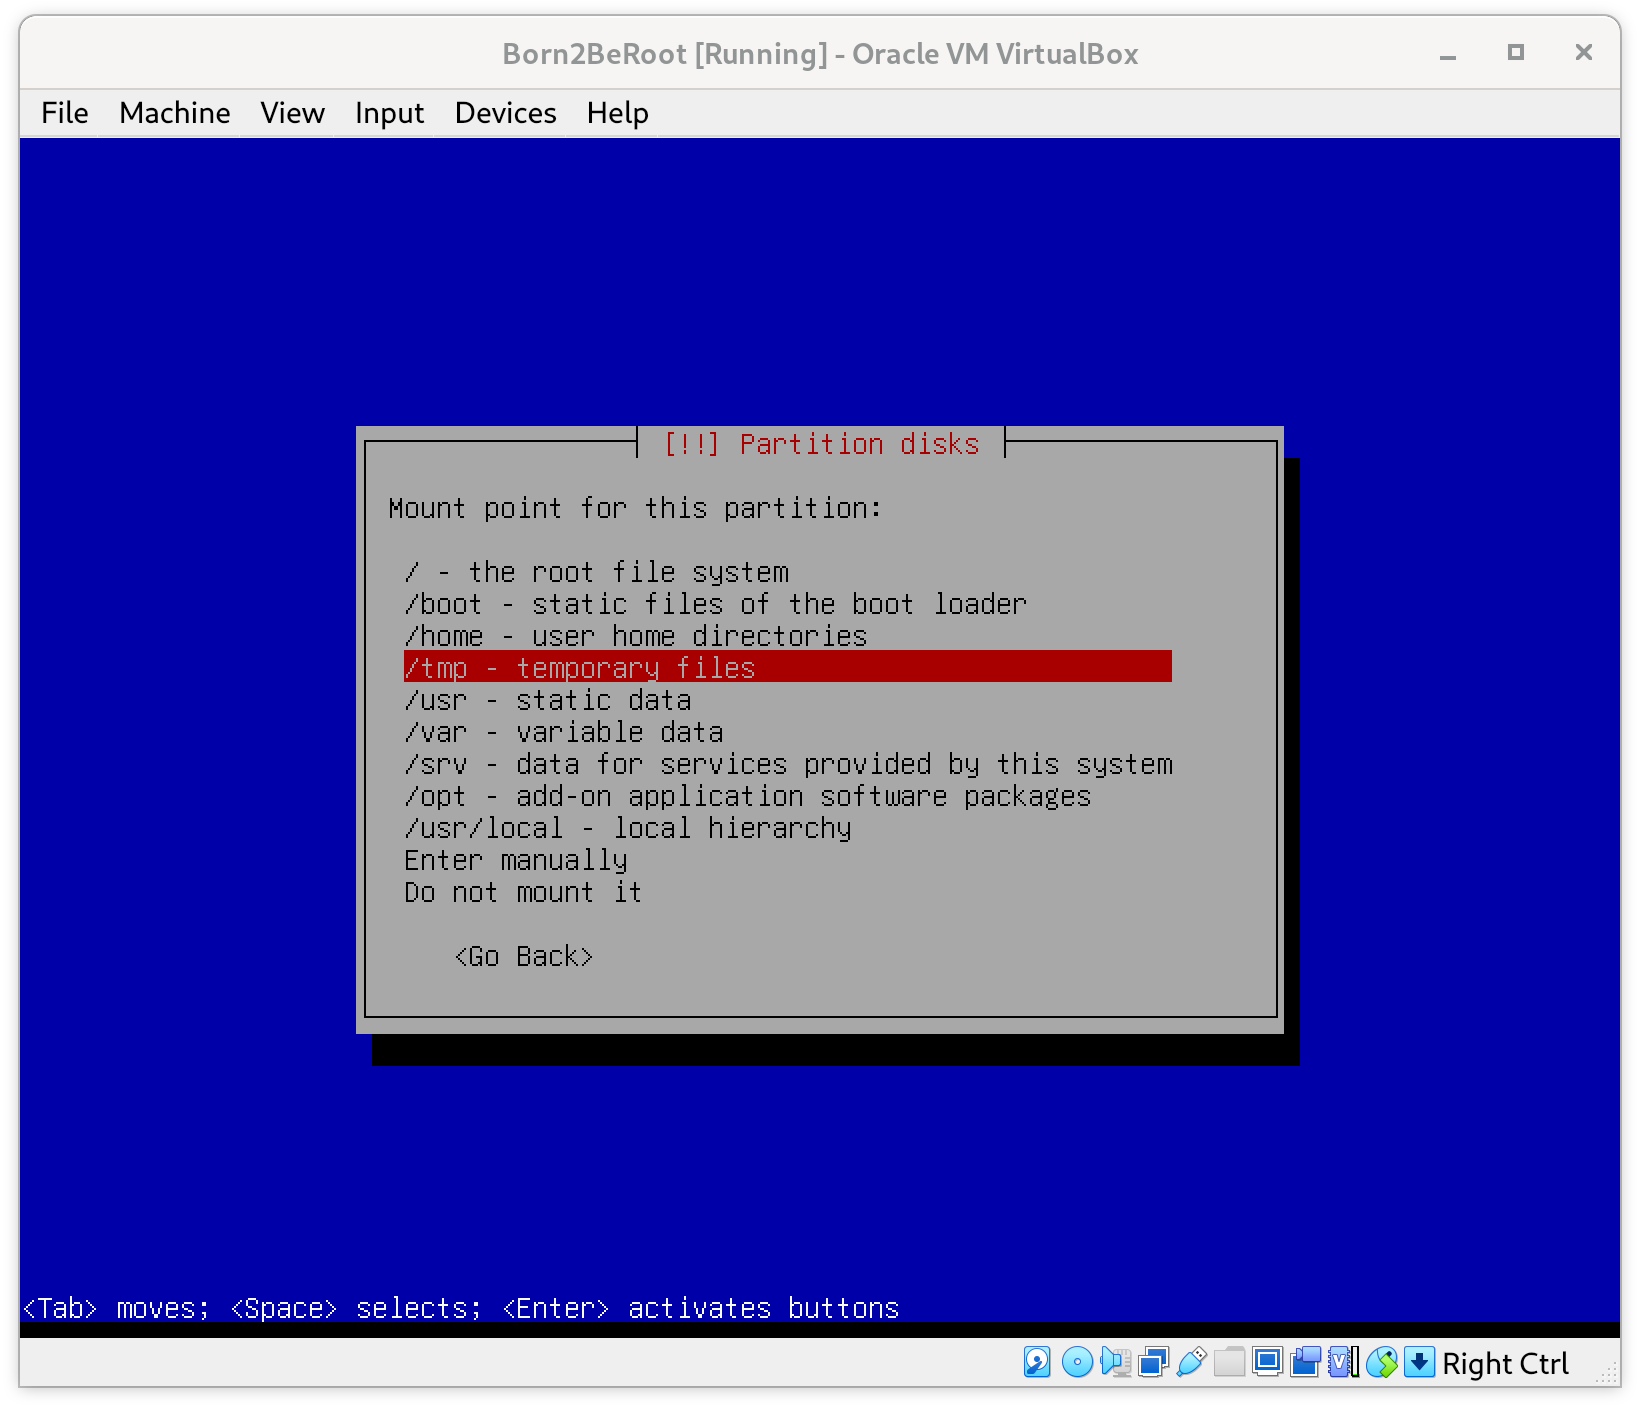 Born2BeRoot [Running] - Oracle VM VirtualBox
File Machine View Input Devices Help
[!!] Partition disks
Mount point for this partition:
/ - the root file system
/boot - static files of the boot loader
/home - user home directories
/tmp - temporary files
/usr - static data
/var - variable data
/srv - data for services provided by this system
/opt - add-on application software packages
/usr/local - local hierarchy
Enter manually
Do not mount it
<Go Back>
<Tab> moves; <Space> selects; <Enter> activates buttons
Right Ctrl